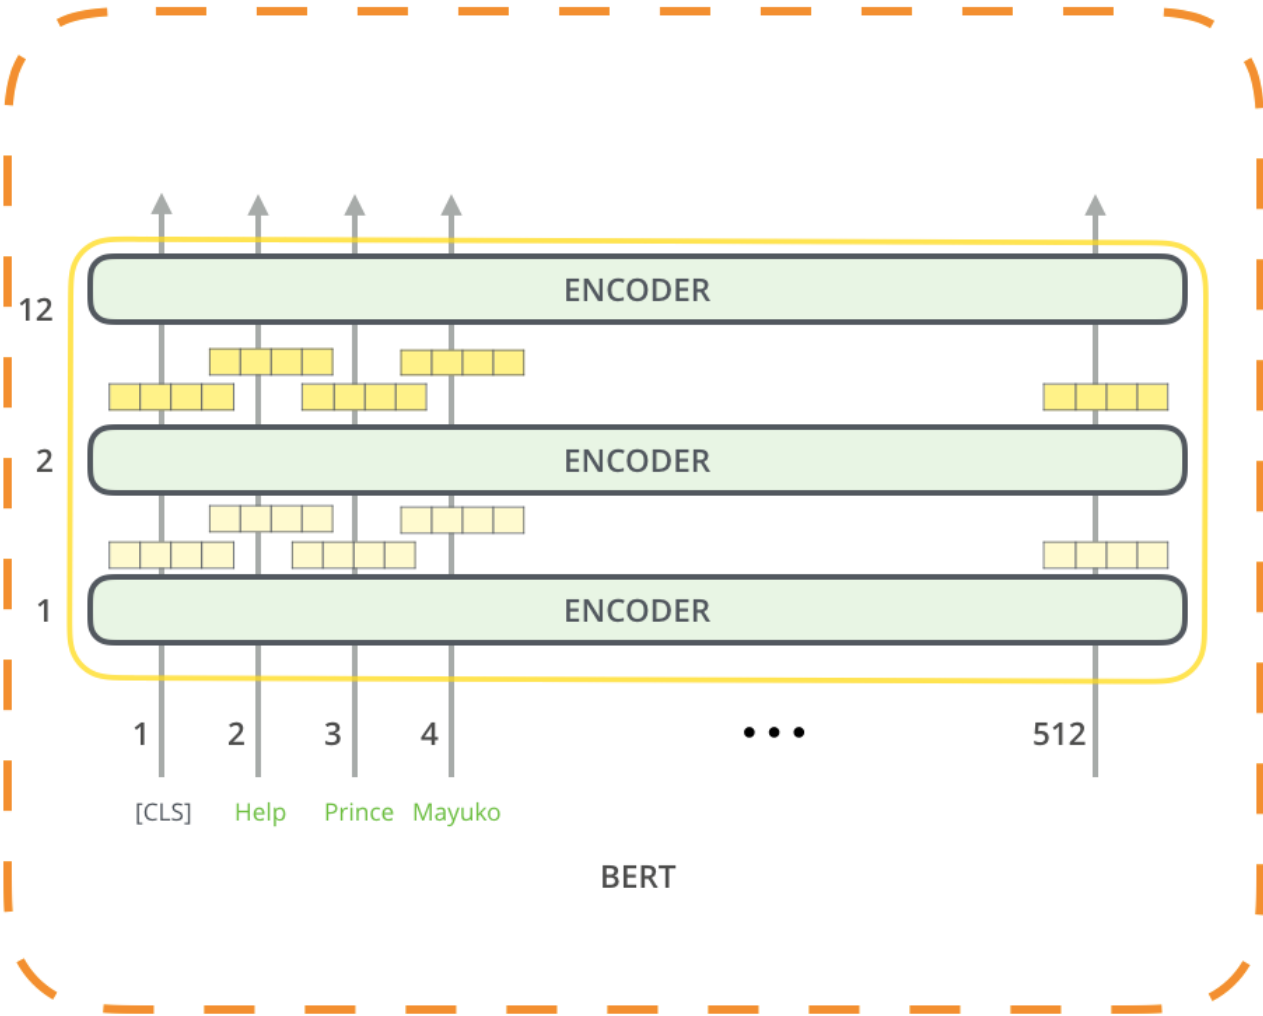 12
ENCODER
2
ENCODER
1
ENCODER
1 2 3 4 ••• 512
[CLS] Help Prince Mayuko
BERT